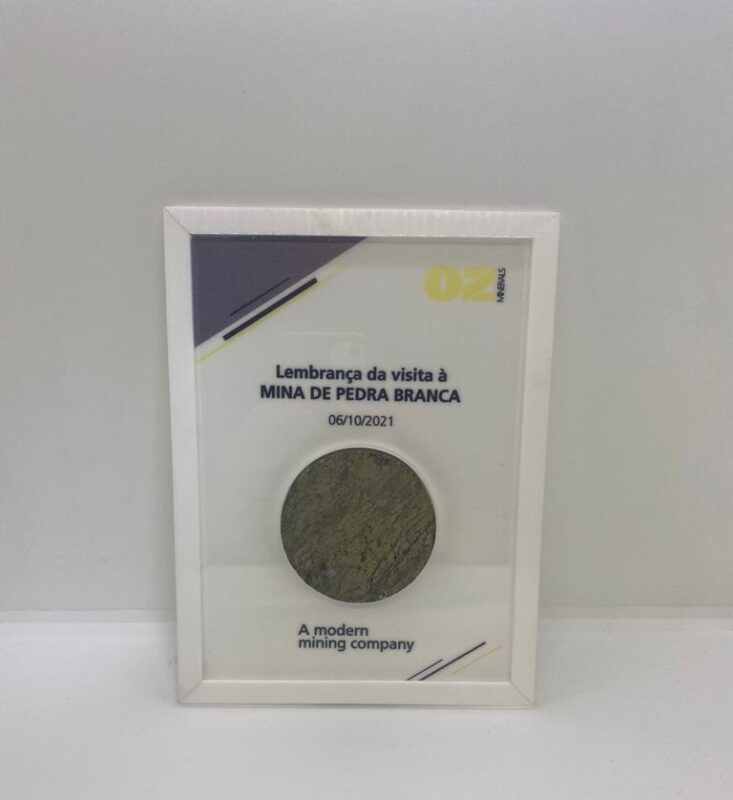 OZ
MINERALS
Lembrança da visita à
MINA DE PEDRA BRANCA
06/10/2021
A modern
mining company